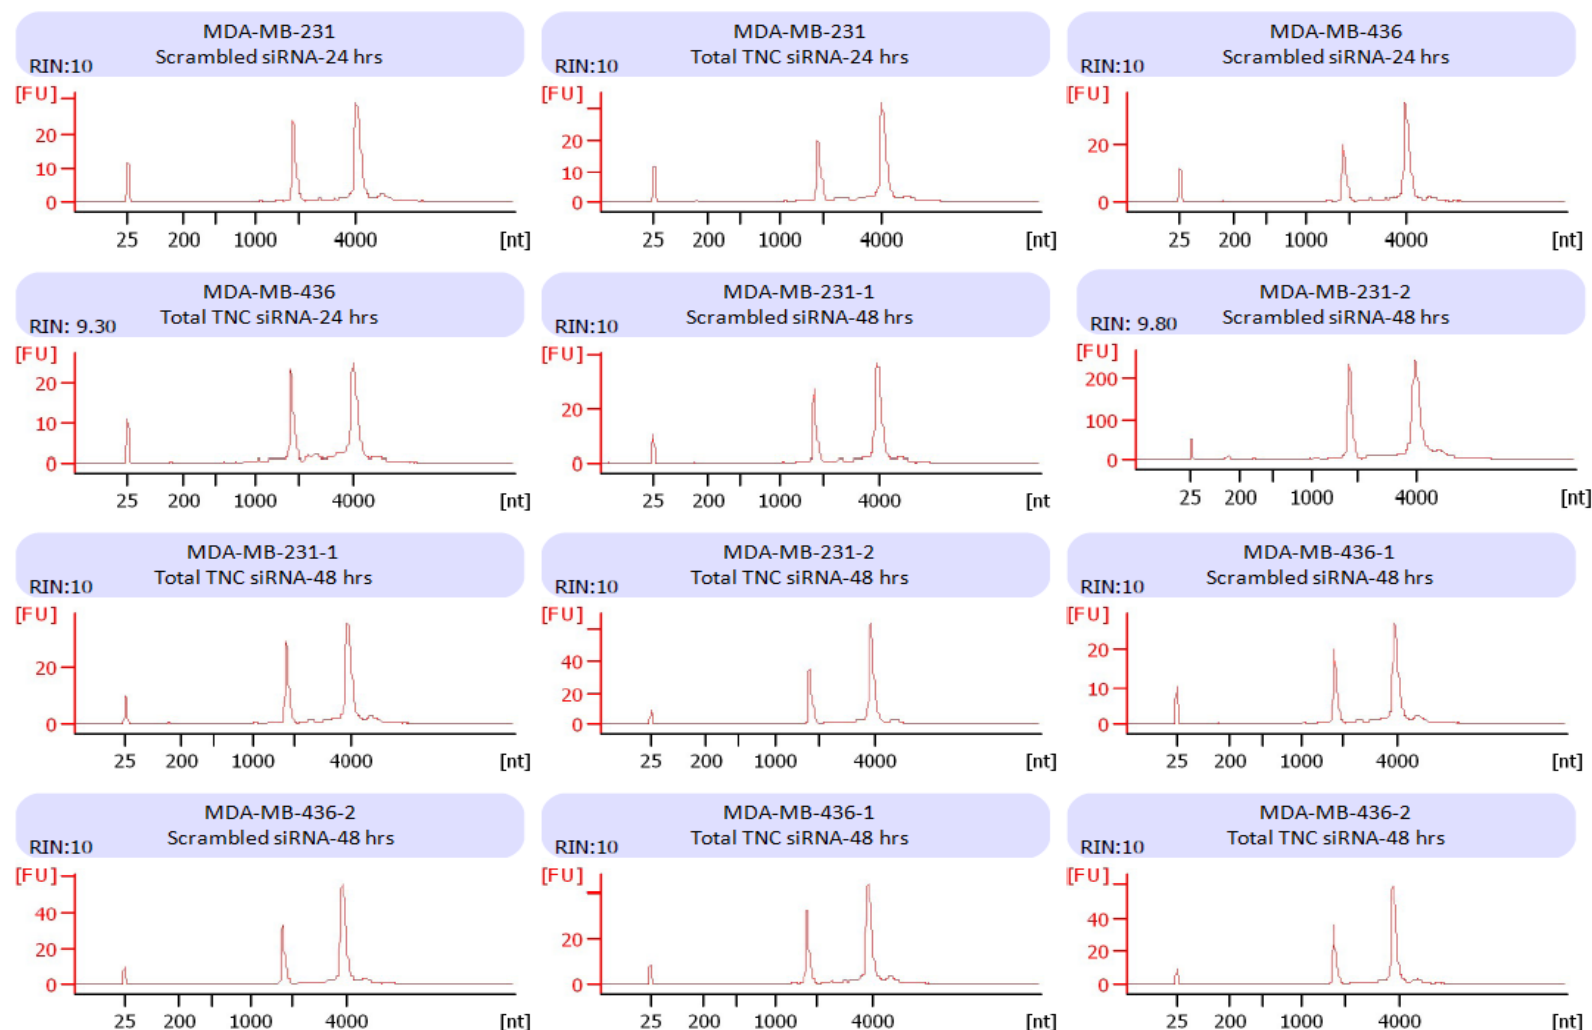 MDA-MB-231
Scrambled siRNA-24 hrs
RIN:10
[FU]
20
10
0
25 200 1000 4000 [nt]
MDA-MB-231
Total TNC siRNA-24 hrs
RIN:10
[FU]
20
10
0
25 200 1000 4000 [nt]
MDA-MB-436
Scrambled siRNA-24 hrs
RIN:10
[FU]
20
0
25 200 1000 4000 [nt]
MDA-MB-436
Total TNC siRNA-24 hrs
RIN: 9.30
[FU]
20
10
0
25 200 1000 4000 [nt]
MDA-MB-231-1
Scrambled siRNA-48 hrs
RIN:10
[FU]
20
0
25 200 1000 4000 [nt]
MDA-MB-231-2
Scrambled siRNA-48 hrs
RIN: 9.80
[FU]
200
100
0
25 200 1000 4000 [nt]
MDA-MB-231-1
Total TNC siRNA-48 hrs
RIN:10
[FU]
20
0
25 200 1000 4000 [nt]
MDA-MB-231-2
Total TNC siRNA-48 hrs
RIN:10
[FU]
40
20
0
25 200 1000 4000 [nt]
MDA-MB-436-1
Scrambled siRNA-48 hrs
RIN:10
[FU]
20
10
0
25 200 1000 4000 [nt]
MDA-MB-436-2
Scrambled siRNA-48 hrs
RIN:10
[FU]
40
20
0
25 200 1000 4000 [nt]
MDA-MB-436-1
Total TNC siRNA-48 hrs
RIN:10
[FU]
20
0
25 200 1000 4000 [nt]
MDA-MB-436-2
Total TNC siRNA-48 hrs
RIN:10
[FU]
40
20
0
25 200 1000 4000 [nt]